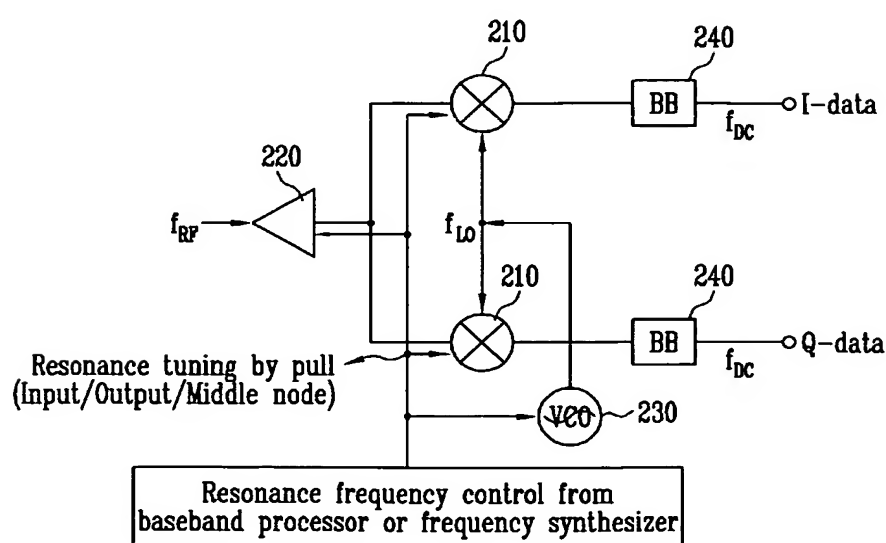 210
240
BB
f_DC
I-data
220
f_RF
f_LO
210
240
BB
f_DC
Q-data
Resonance tuning by pull
(Input/Output/Middle node)
VCO
230
Resonance frequency control from
baseband processor or frequency synthesizer